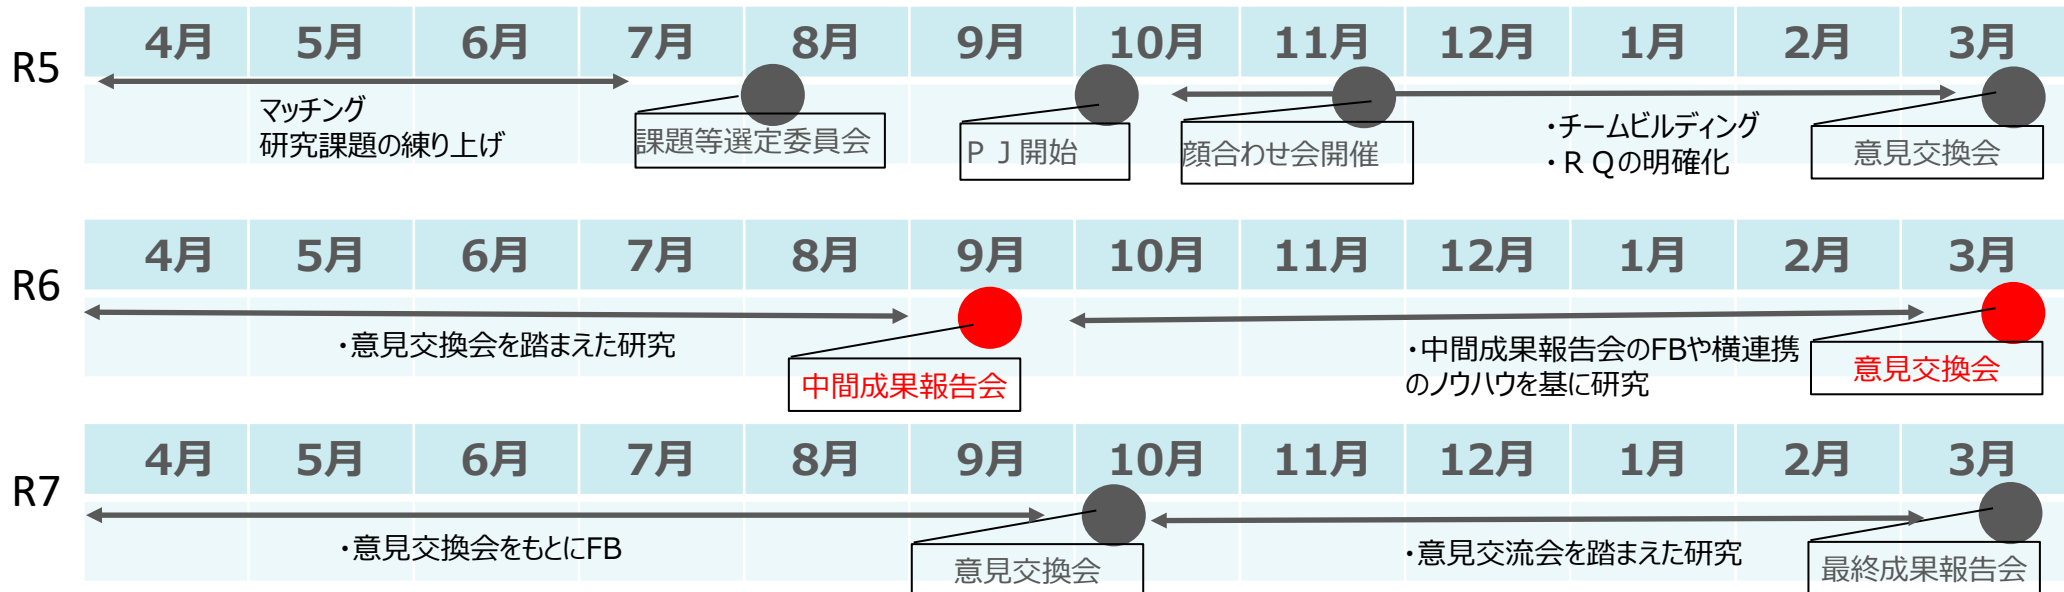 R5
4月 5月 6月 7月 8月 9月 10月 11月 12月 1月 2月 3月
マッチング
研究課題の練り上げ
課題等選定委員会
ＰＪ開始
顔合わせ会開催
・チームビルディング
・ＲＱの明確化
意見交換会
R6
4月 5月 6月 7月 8月 9月 10月 11月 12月 1月 2月 3月
・意見交換会を踏まえた研究
中間成果報告会
・中間成果報告会のFBや横連携
のノウハウを基に研究
意見交換会
R7
4月 5月 6月 7月 8月 9月 10月 11月 12月 1月 2月 3月
・意見交換会をもとにFB
意見交換会
・意見交流会を踏まえた研究
最終成果報告会